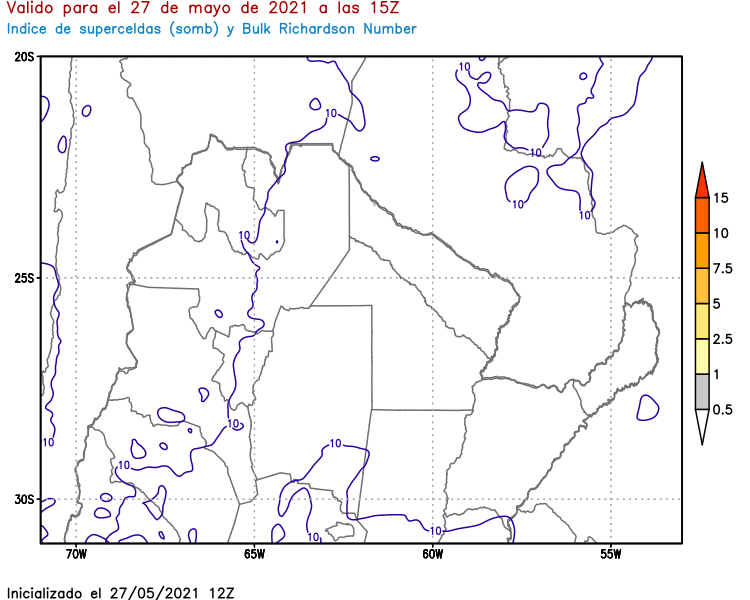 Valido para el 27 de mayo de 2021 a las 15Z
Indice de superceldas (somb) y Bulk Richardson Number
20S
10
10
10
10
10
15
10
10
25S
7.5
5
2.5
1
0.5
10
10
10
10
30S
10
10
70W
65W
60W
55W
Inicializado el 27/05/2021 12Z